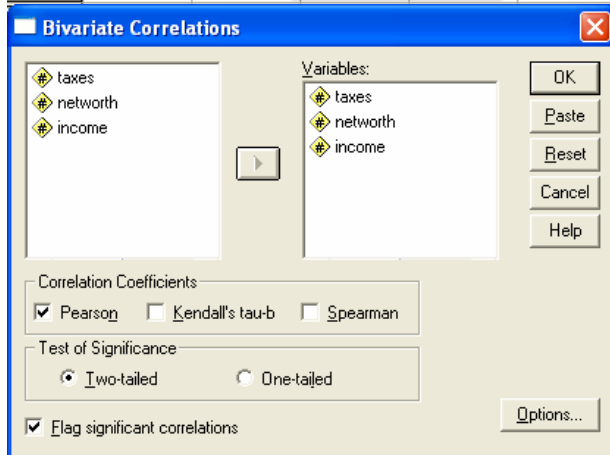 Bivariate Correlations
taxes
networth
income
Variables:
taxes
networth
income
OK
Paste
Reset
Cancel
Help
Correlation Coefficients
Pearson Kendall's tau-b Spearman
Test of Significance
Two-tailed One-tailed
Flag significant correlations
Options...